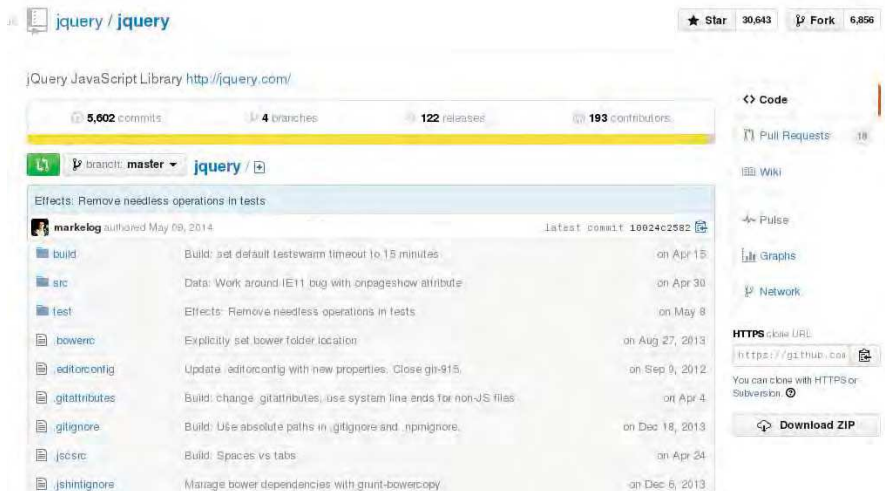 jquery / jquery
Star 30,643 Fork 6,856
jQuery JavaScript Library http://jquery.com/
5,602 commits 4 branches 122 releases 193 contributors
branch: master jquery /
Effects: Remove needless operations in tests
markelog authored May 09, 2014 latest commit 10024c2582
build Build: set default testswarm timeout to 15 minutes on Apr 15
src Data: Work around IE11 bug with onpageshow attribute on Apr 30
test Effects: Remove needless operations in tests on May 8
.bowerrc Explicitly set bower folder location on Aug 27, 2013
.editorconfig Update .editorconfig with new properties. Close gh-915. on Sep 9, 2012
.gitattributes Build: change .gitattributes, use system line ends for non-JS files on Apr 4
.gitignore Build: Use absolute paths in .gitignore and .npmignore. on Dec 18, 2013
.jscsrc Build: Spaces vs tabs on Apr 24
.jshintignore Manage bower dependencies with grunt-bowercopy on Dec 6, 2013
Code
Pull Requests 18
Wiki
Pulse
Graphs
Network
HTTPS clone URL
https://github.com
You can clone with HTTPS or
Subversion.
Download ZIP